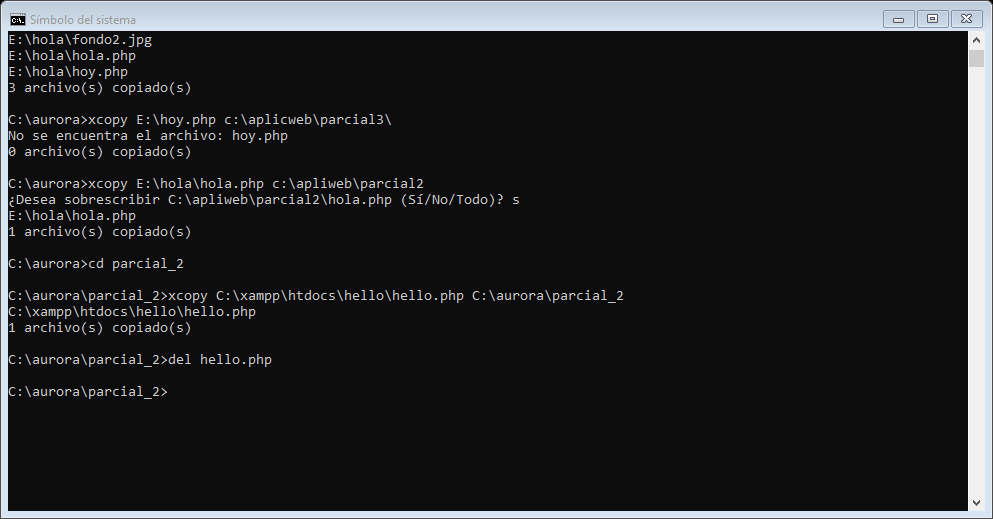 Símbolo del sistema
E:\hola\fondo2.jpg
E:\hola\hola.php
E:\hola\hoy.php
3 archivo(s) copiado(s)
C:\aurora>xcopy E:\hoy.php c:\aplicweb\parcial3\
No se encuentra el archivo: hoy.php
0 archivo(s) copiado(s)
C:\aurora>xcopy E:\hola\hola.php c:\apliweb\parcial2
¿Desea sobrescribir C:\apliweb\parcial2\hola.php (Sí/No/Todo)? s
E:\hola\hola.php
1 archivo(s) copiado(s)
C:\aurora>cd parcial_2
C:\aurora\parcial_2>xcopy C:\xampp\htdocs\hello\hello.php C:\aurora\parcial_2
C:\xampp\htdocs\hello\hello.php
1 archivo(s) copiado(s)
C:\aurora\parcial_2>del hello.php
C:\aurora\parcial_2>